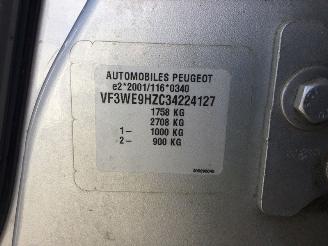 AUTOMOBILES PEUGEOT
e2*2001/116*0340
VF3WE9HZC34224127
1758 KG
2708 KG
1- 1000 KG
2- 900 KG